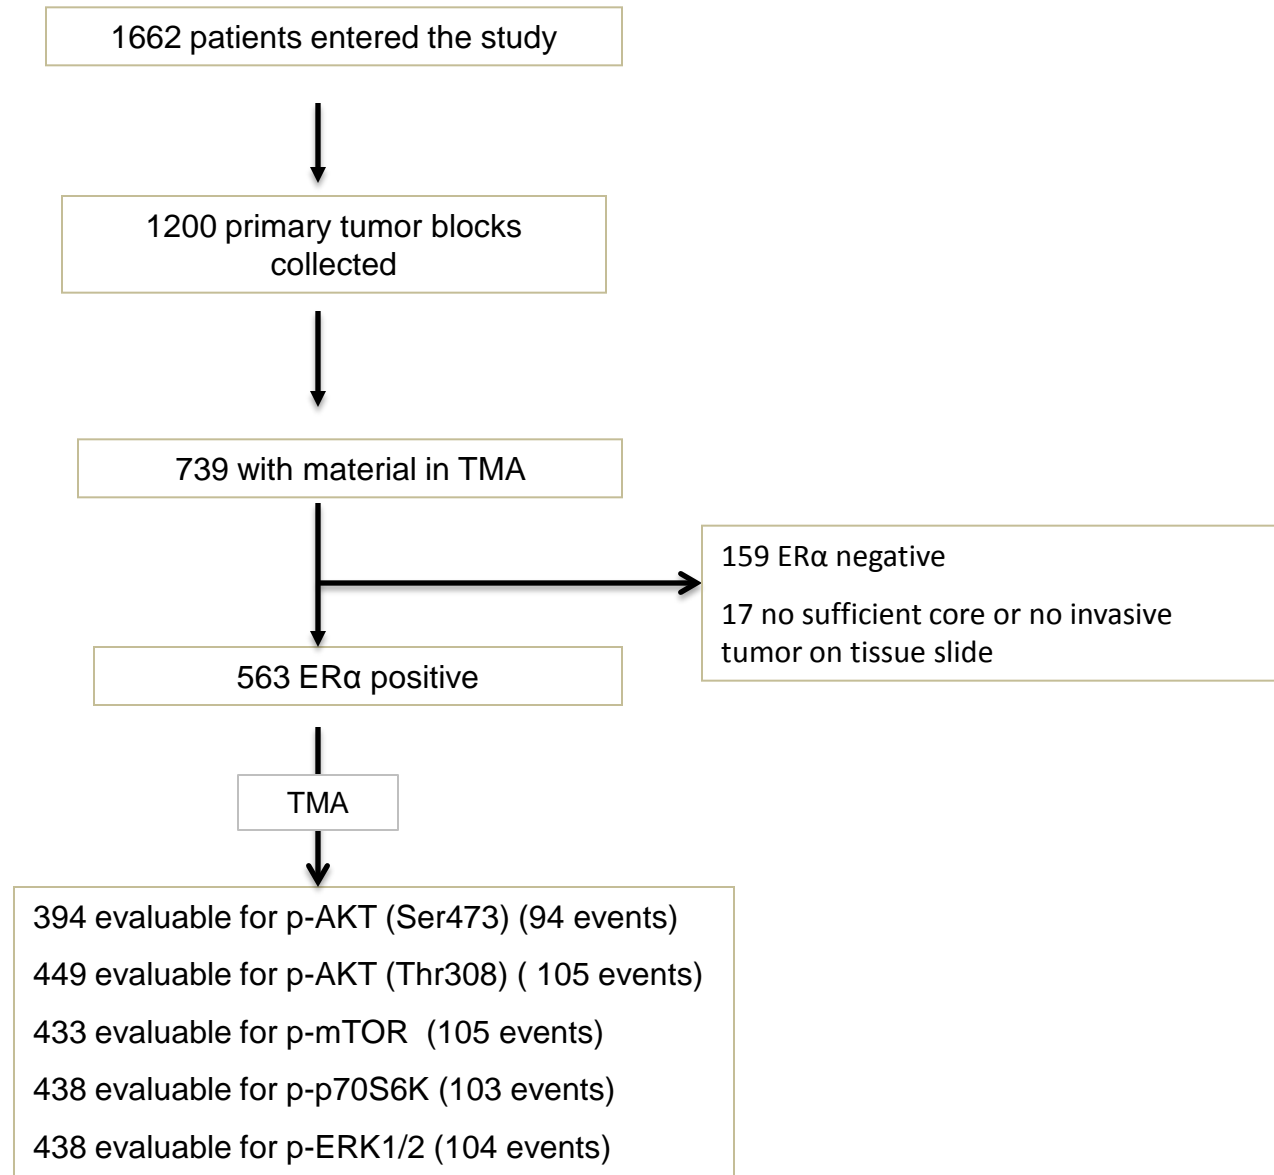 1662 patients entered the study
1200 primary tumor blocks
collected
739 with material in TMA
159 ERα negative
17 no sufficient core or no invasive
tumor on tissue slide
563 ERα positive
TMA
394 evaluable for p-AKT (Ser473) (94 events)
449 evaluable for p-AKT (Thr308) ( 105 events)
433 evaluable for p-mTOR (105 events)
438 evaluable for p-p70S6K (103 events)
438 evaluable for p-ERK1/2 (104 events)